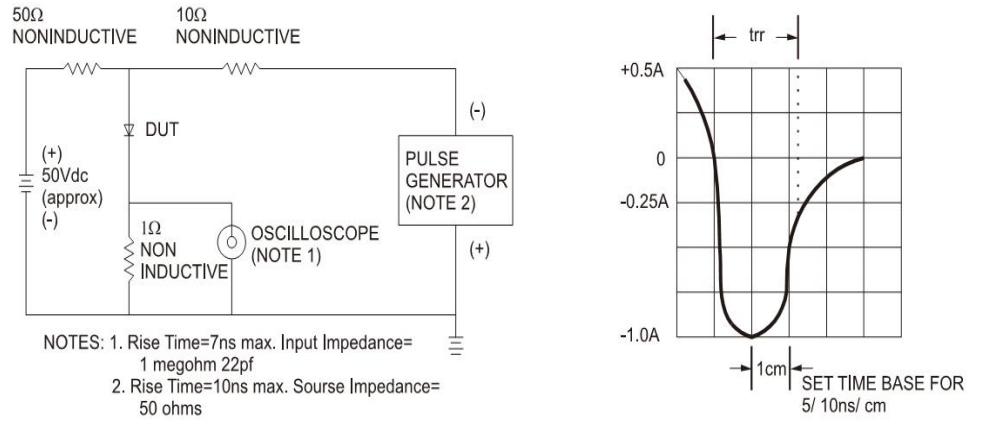 50Ω
NONINDUCTIVE
10Ω
NONINDUCTIVE
DUT
(+)
50Vdc
(approx)
(-)
1Ω
NON
INDUCTIVE
OSCILLOSCOPE
(NOTE 1)
(-)
PULSE
GENERATOR
(NOTE 2)
(+)
NOTES: 1. Rise Time=7ns max. Input Impedance=
1 megohm 22pf
2. Rise Time=10ns max. Sourse Impedance=
50 ohms
trr
+0.5A
0
-0.25A
-1.0A
1cm
SET TIME BASE FOR
5/ 10ns/ cm